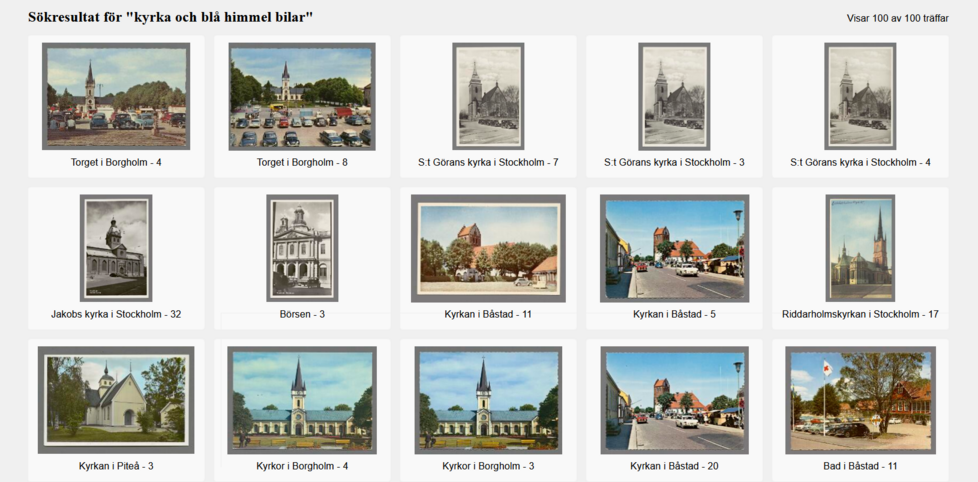 Sökresultat för "kyrka och blå himmel bilar"
Visar 100 av 100 träffar
Torget i Borgholm - 4
Torget i Borgholm - 8
S:t Görans kyrka i Stockholm - 7
S:t Görans kyrka i Stockholm - 3
S:t Görans kyrka i Stockholm - 4
Jakobs kyrka i Stockholm - 32
Börsen - 3
Kyrkan i Båstad - 11
Kyrkan i Båstad - 5
Riddarholmskyrkan i Stockholm - 17
Kyrkan i Piteå - 3
Kyrkor i Borgholm - 4
Kyrkor i Borgholm - 3
Kyrkan i Båstad - 20
Bad i Båstad - 11